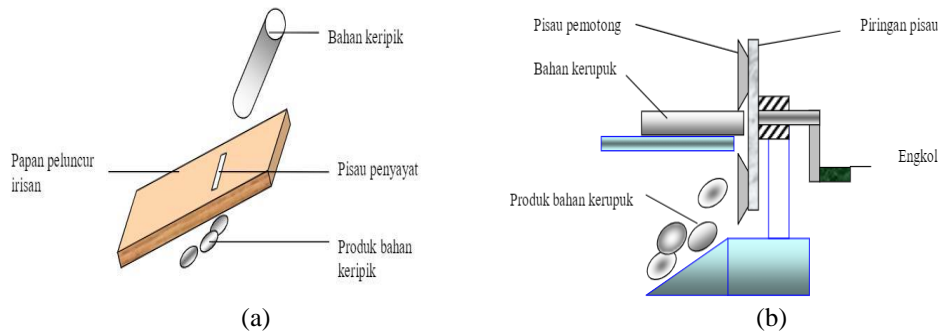 Bahan keripik
Papan peluncur
irisan
Pisau penyayat
Produk bahan
keripik
(a)
Pisau pemotong
Piringan pisau
Bahan kerupuk
Engkol
Produk bahan kerupuk
(b)